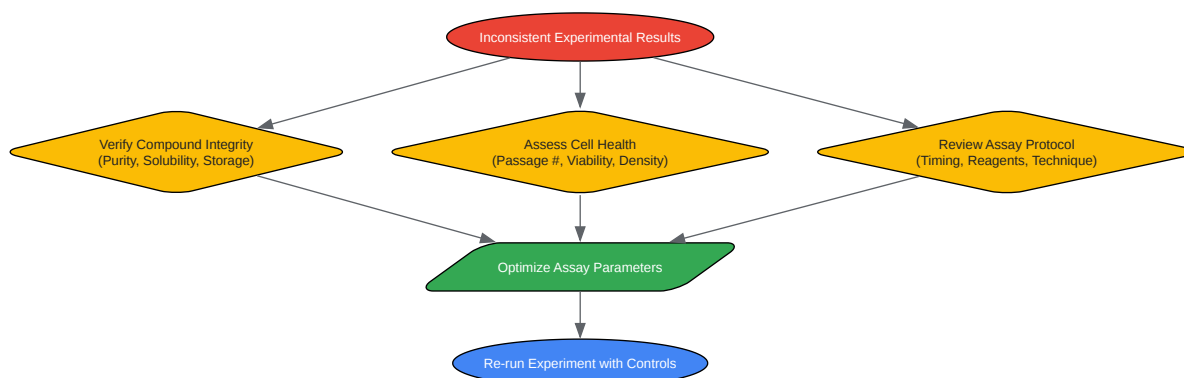 Inconsistent Experimental Results
Verify Compound Integrity
(Purity, Solubility, Storage)
Assess Cell Health
(Passage #, Viability, Density)
Review Assay Protocol
(Timing, Reagents, Technique)
Optimize Assay Parameters
Re-run Experiment with Controls